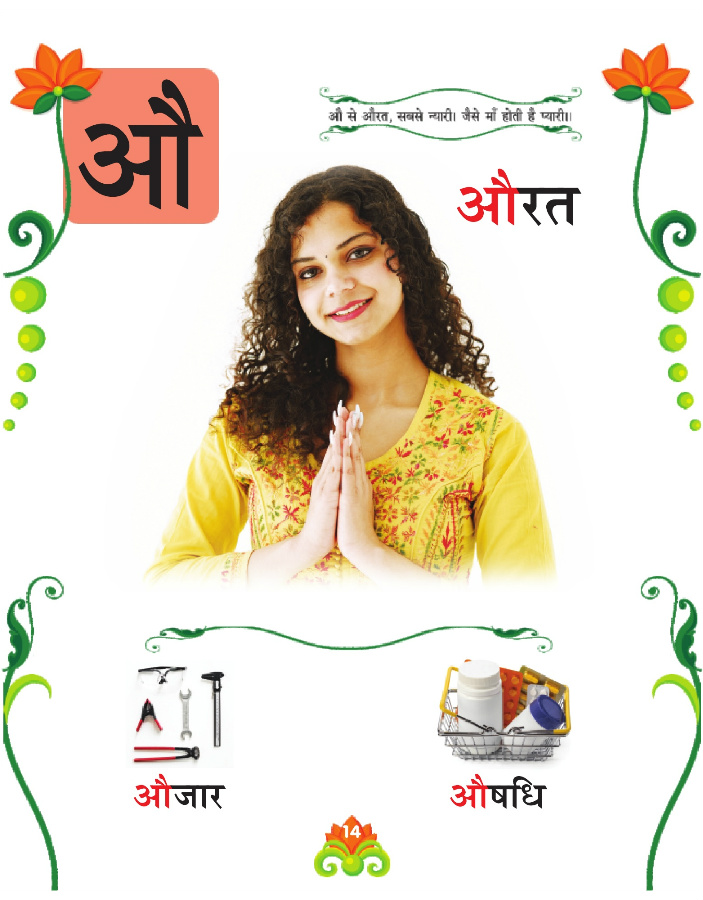 औ
औ से औरत, सबसे न्यारी। जैसे माँ होती है प्यारी।।
औरत
औजार
औषधि
14